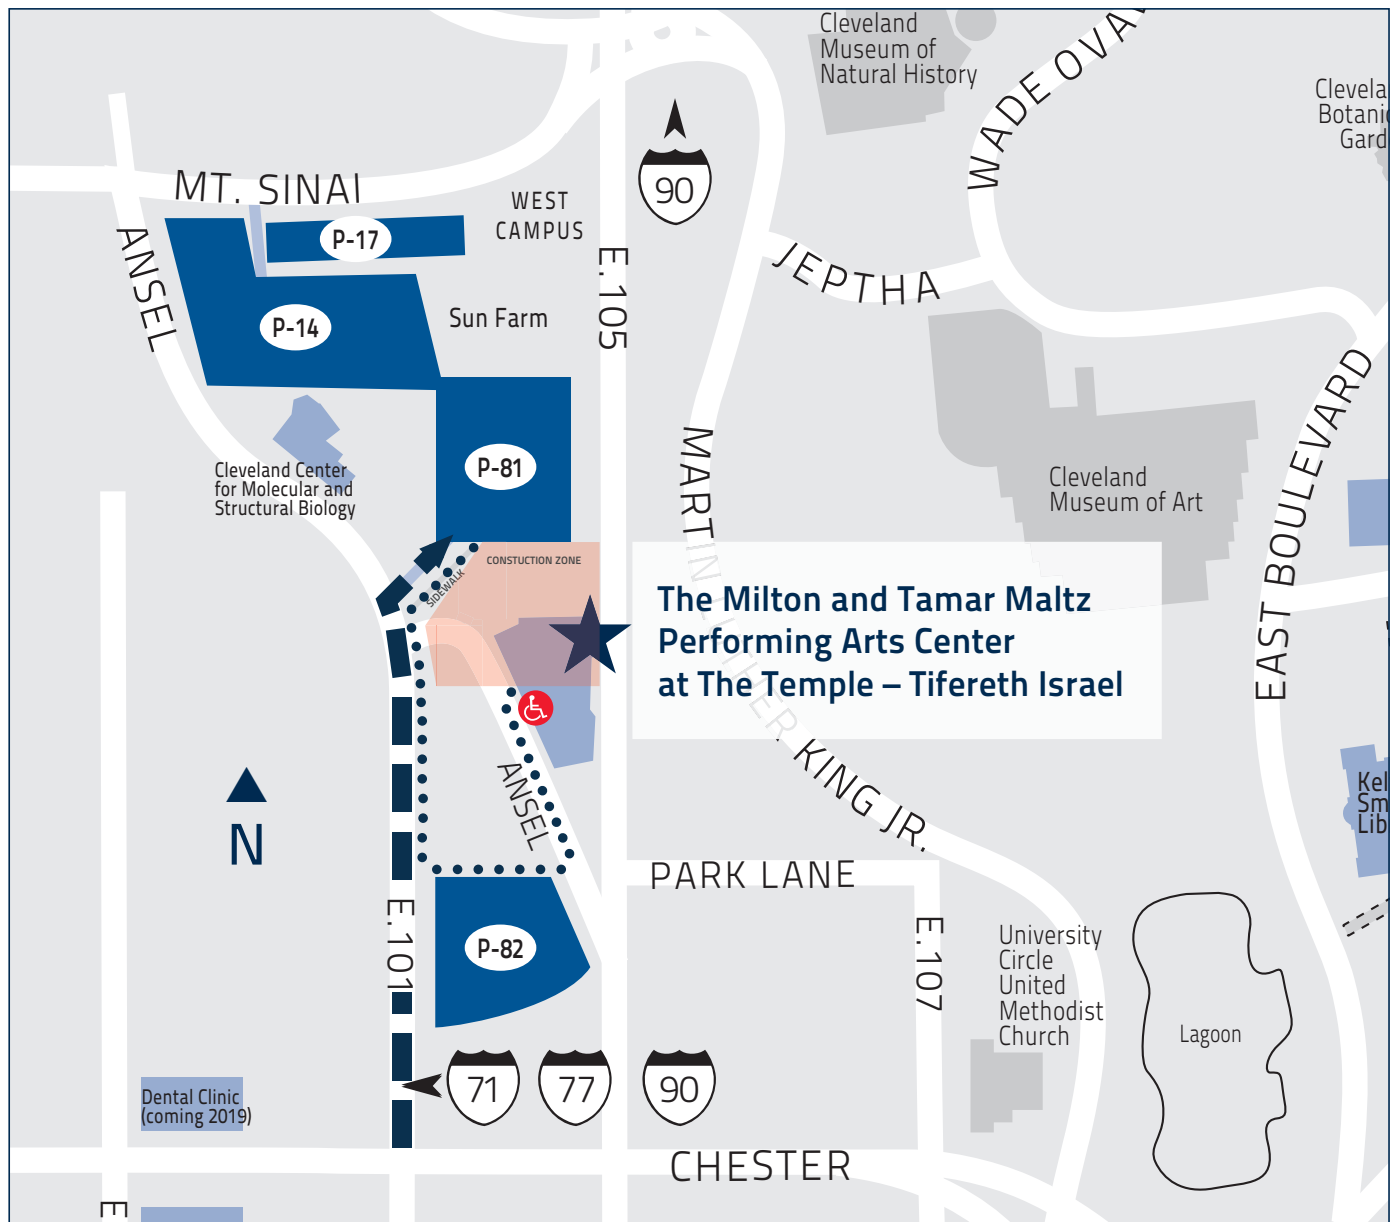 Cleveland
Museum of
Natural History
WADE OVA
Clevela
Botani
Gard
90
MT. SINAI
WEST
CAMPUS
P-17
ANSEL
E. 105
JEPTHA
P-14
Sun Farm
EAST BOULEVARD
P-81
Cleveland Center
for Molecular and
Structural Biology
MARTIN LUTHER KING JR.
Cleveland
Museum of Art
CONSTUCTION ZONE
SIDEWALK
The Milton and Tamar Maltz
Performing Arts Center
at The Temple – Tifereth Israel
ANSEL
N
Kel
Sm
Lib
PARK LANE
E. 101
P-82
E. 107
University
Circle
United
Methodist
Church
Lagoon
71
77
90
Dental Clinic
(coming 2019)
CHESTER
E